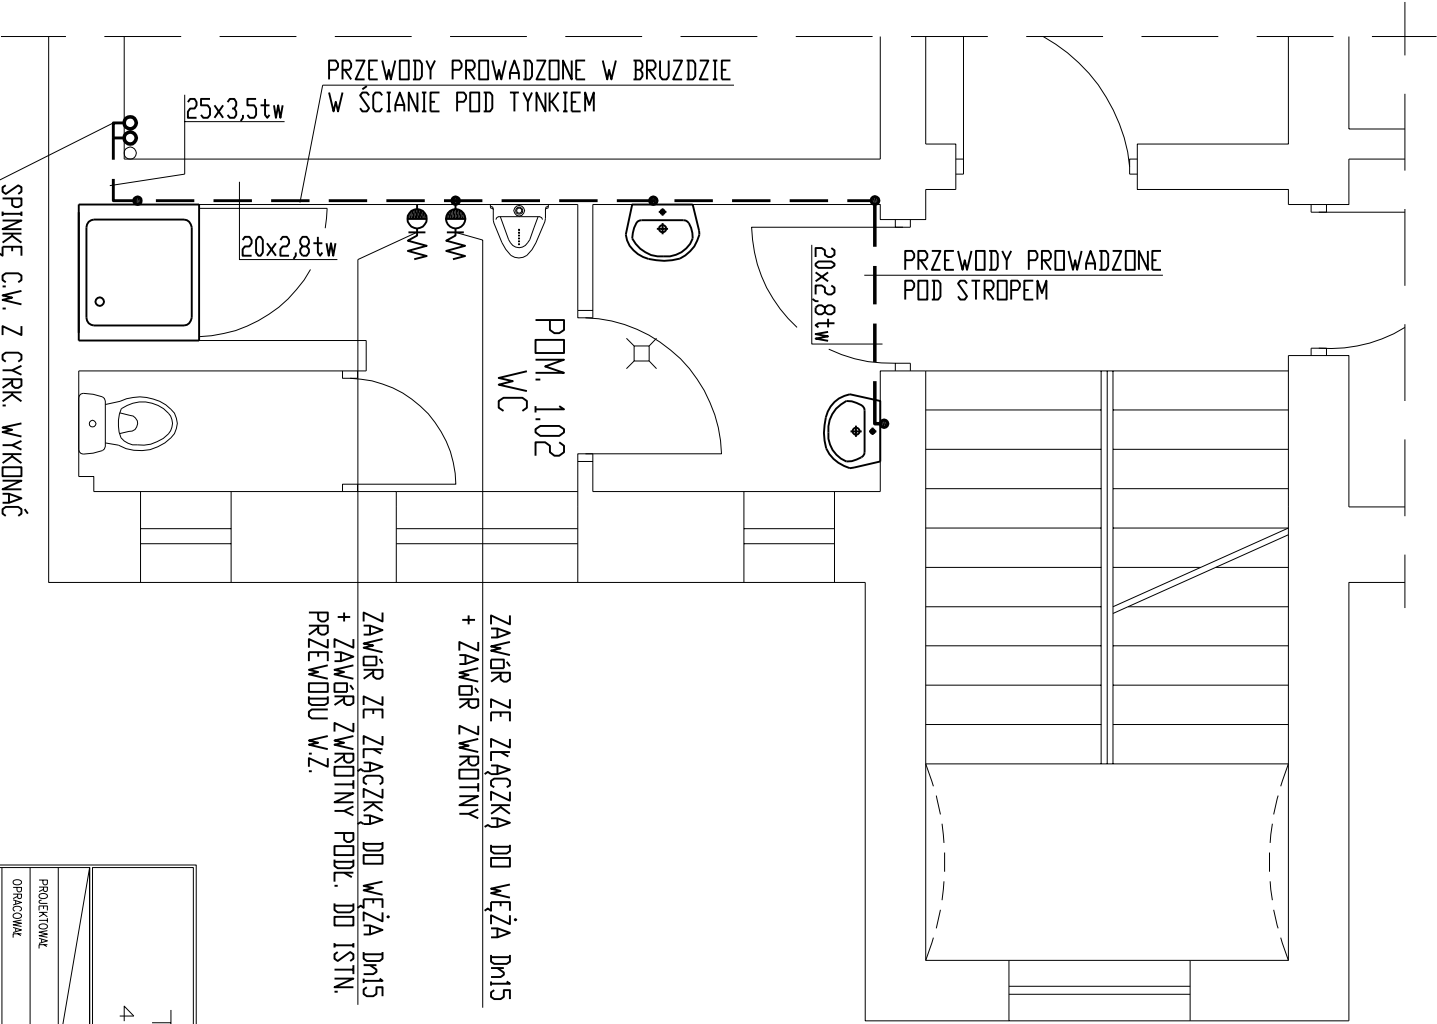 PRZEWODY PROWADZONE W BRUZDZIE
W ŚCIANIE POD TYNKIEM
25x3,5tw
20x2,8tw
PRZEWODY PROWADZONE
POD STROPEM
20x2,8tw
POM. 1.02
WC
SPINKĘ C.W. Z CYRK. WYKONAĆ
ZAWóR ZE ZŁĄCZKĄ DO WĘŻA Dn15
+ ZAWóR ZWROTNY
ZAWóR ZE ZŁĄCZKĄ DO WĘŻA Dn15
+ ZAWóR ZWROTNY PODŁ. DO ISTN.
PRZEWODU W.Z.
PROJEKTOWAŁ
OPRACOWAŁ
4